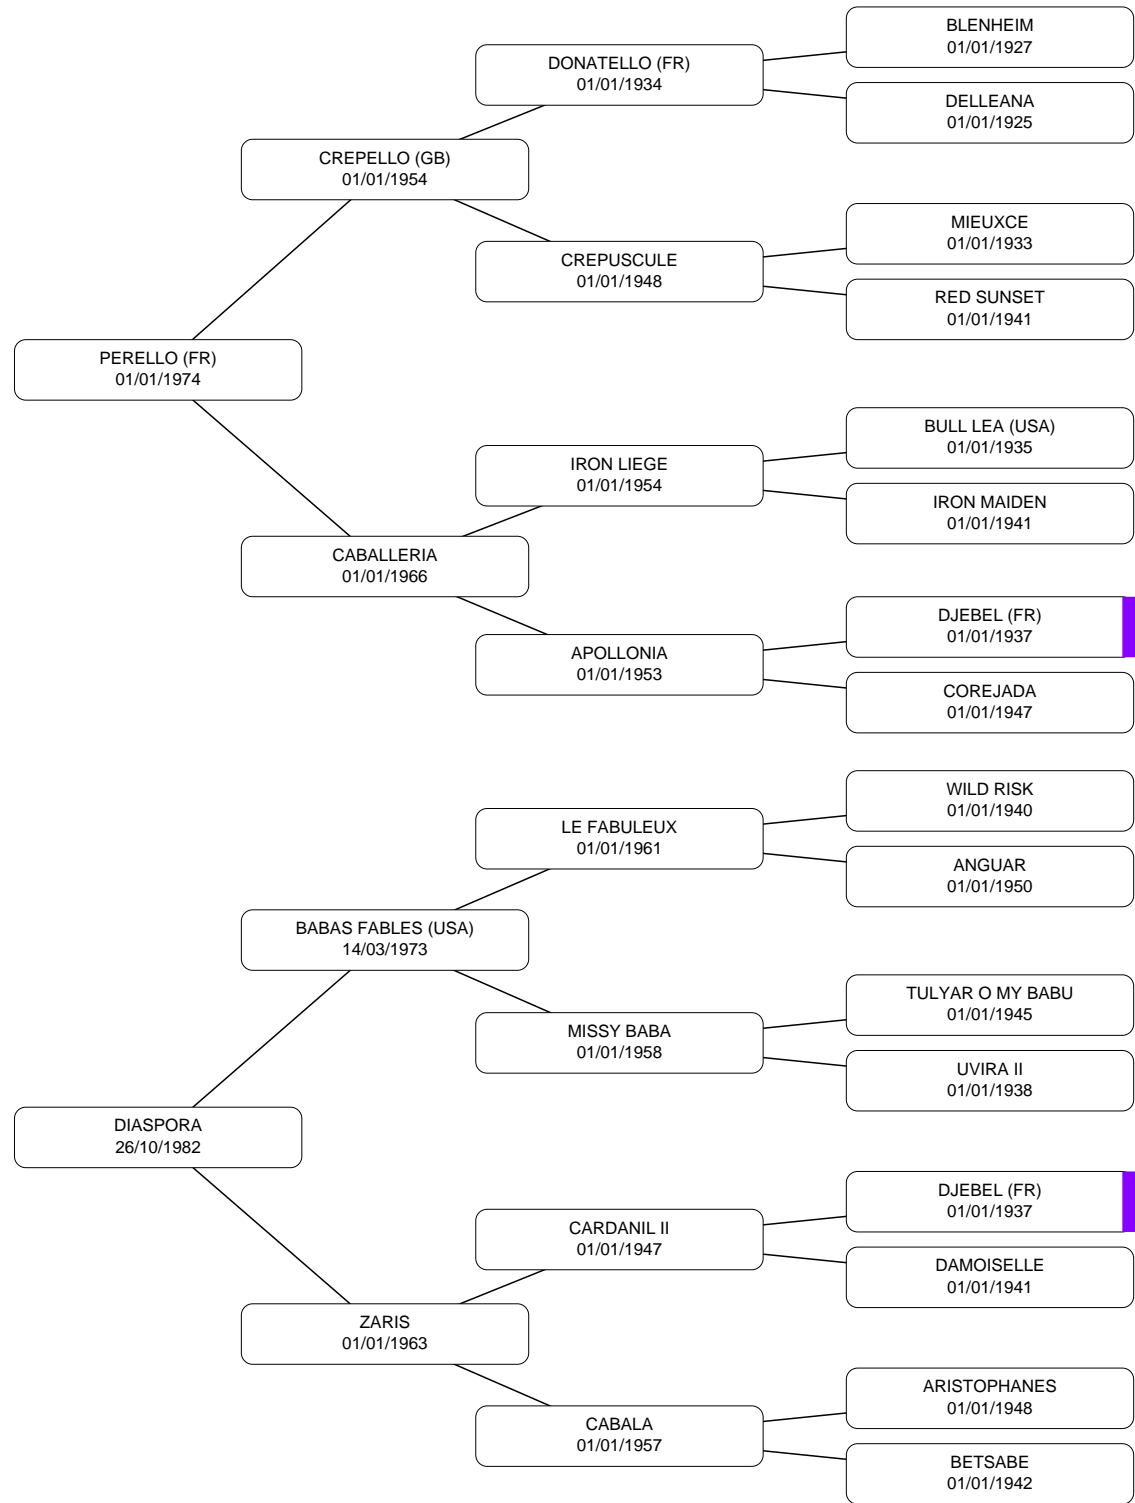 BLENHEIM
01/01/1927
DONATELLO (FR)
01/01/1934
DELLEANA
01/01/1925
CREPELLO (GB)
01/01/1954
MIEUXCE
01/01/1933
CREPUSCULE
01/01/1948
RED SUNSET
01/01/1941
PERELLO (FR)
01/01/1974
BULL LEA (USA)
01/01/1935
IRON LIEGE
01/01/1954
IRON MAIDEN
01/01/1941
CABALLERIA
01/01/1966
DJEBEL (FR)
01/01/1937
APOLLONIA
01/01/1953
COREJADA
01/01/1947
WILD RISK
01/01/1940
LE FABULEUX
01/01/1961
ANGUAR
01/01/1950
BABAS FABLES (USA)
14/03/1973
TULYAR O MY BABU
01/01/1945
MISSY BABA
01/01/1958
UVIRA II
01/01/1938
DIASPORA
26/10/1982
DJEBEL (FR)
01/01/1937
CARDANIL II
01/01/1947
DAMOISELLE
01/01/1941
ZARIS
01/01/1963
ARISTOPHANES
01/01/1948
CABALA
01/01/1957
BETSABE
01/01/1942